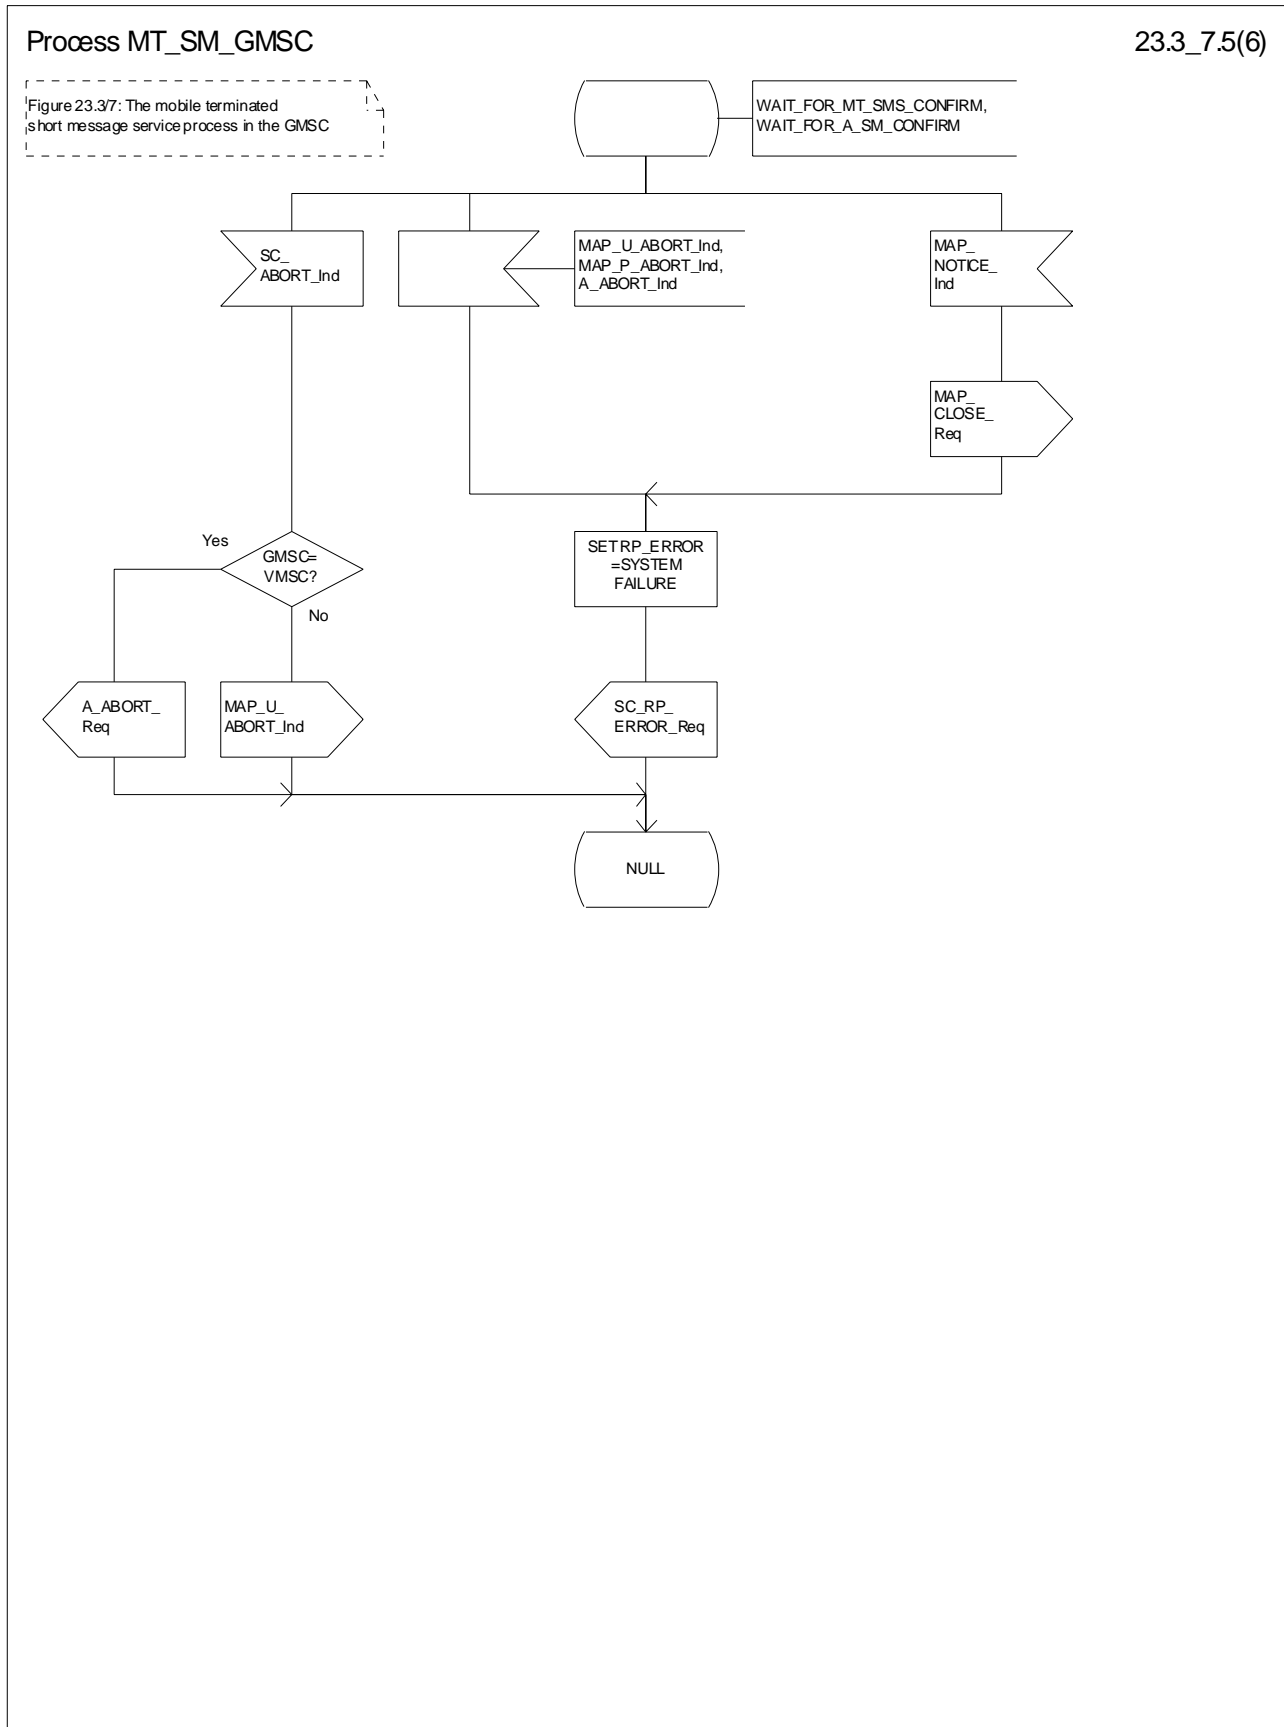 Process MT_SM_GMSC
23.3_7.5(6)
Figure 23.3/7: The mobile terminated
short message service process in the GMSC
WAIT_FOR_MT_SMS_CONFIRM,
WAIT_FOR_A_SM_CONFIRM
SC_
ABORT_Ind
MAP_U_ABORT_Ind,
MAP_P_ABORT_Ind,
A_ABORT_Ind
MAP_
NOTICE_
Ind
MAP_
CLOSE_
Req
Yes
GMSC=
VMSC?
No
SET RP_ERROR
=SYSTEM
FAILURE
A_ABORT_
Req
MAP_U_
ABORT_Ind
SC_RP_
ERROR_Req
NULL